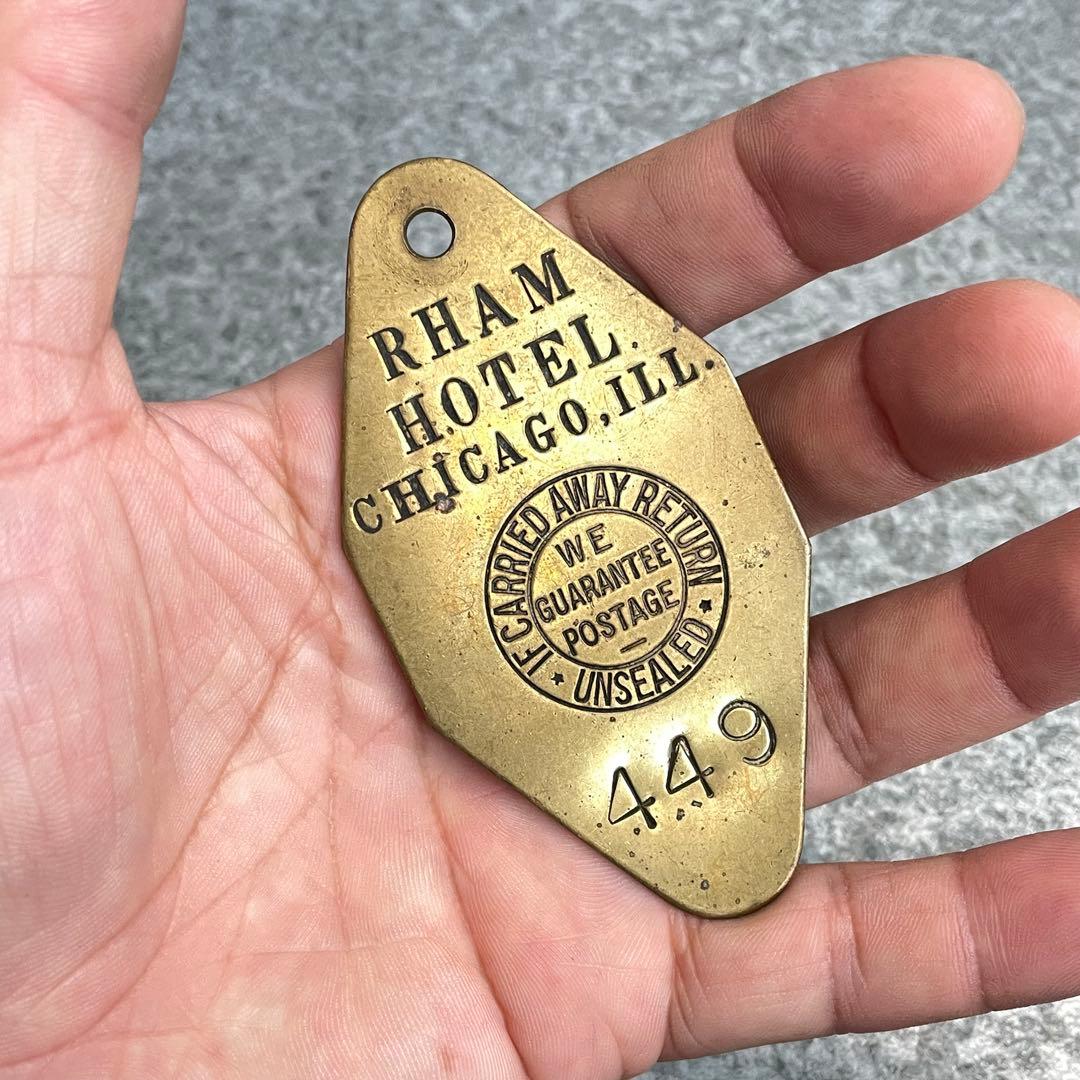 RHAM
HOTEL.
CHICAGO, ILL.
IF CARRIED AWAY RETURN
★ UNSEALED ★
WE
GUARANTEE
POSTAGE
—
449